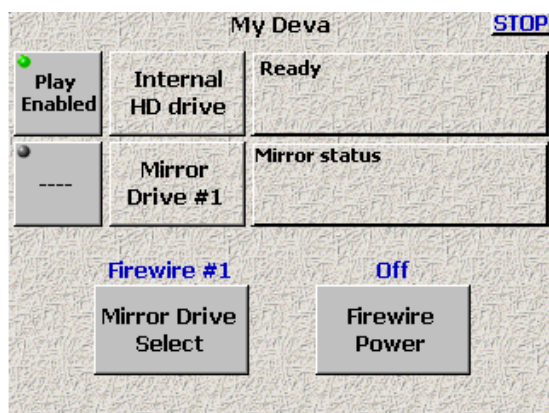 My Deva
STOP
Play
Enabled
Internal
HD drive
Ready
----
Mirror
Drive #1
Mirror status
Firewire #1
Off
Mirror Drive
Select
Firewire
Power